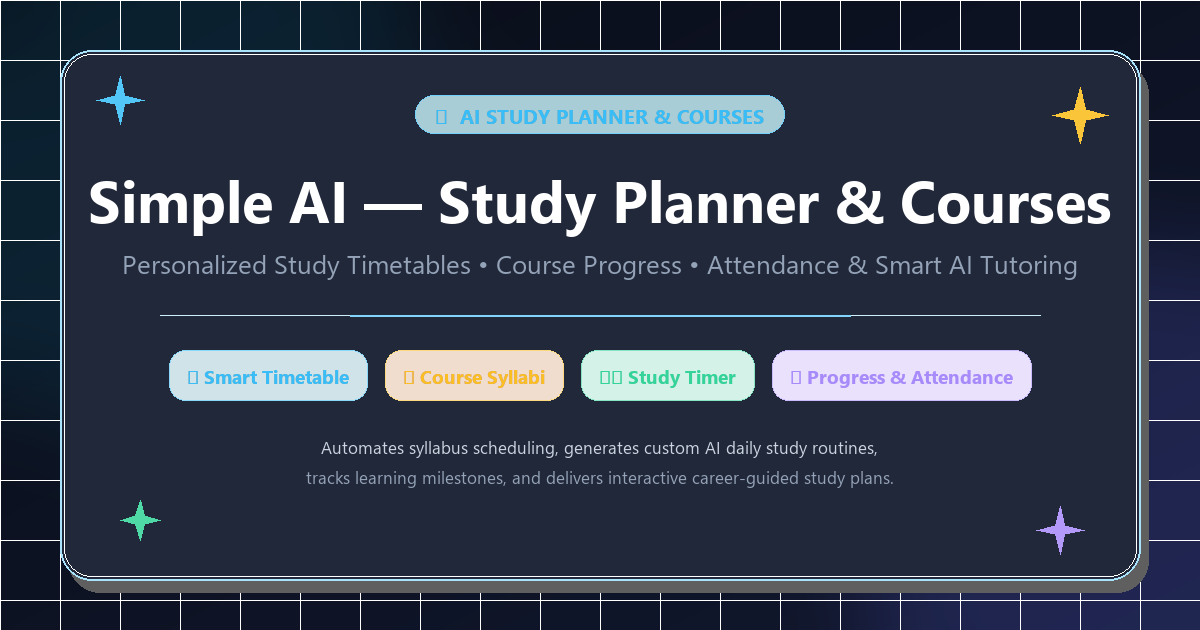 AI STUDY PLANNER & COURSES
Simple AI — Study Planner & Courses
Personalized Study Timetables • Course Progress • Attendance & Smart AI Tutoring
Smart Timetable
Course Syllabi
Study Timer
Progress & Attendance
Automates syllabus scheduling, generates custom AI daily study routines,
tracks learning milestones, and delivers interactive career-guided study plans.